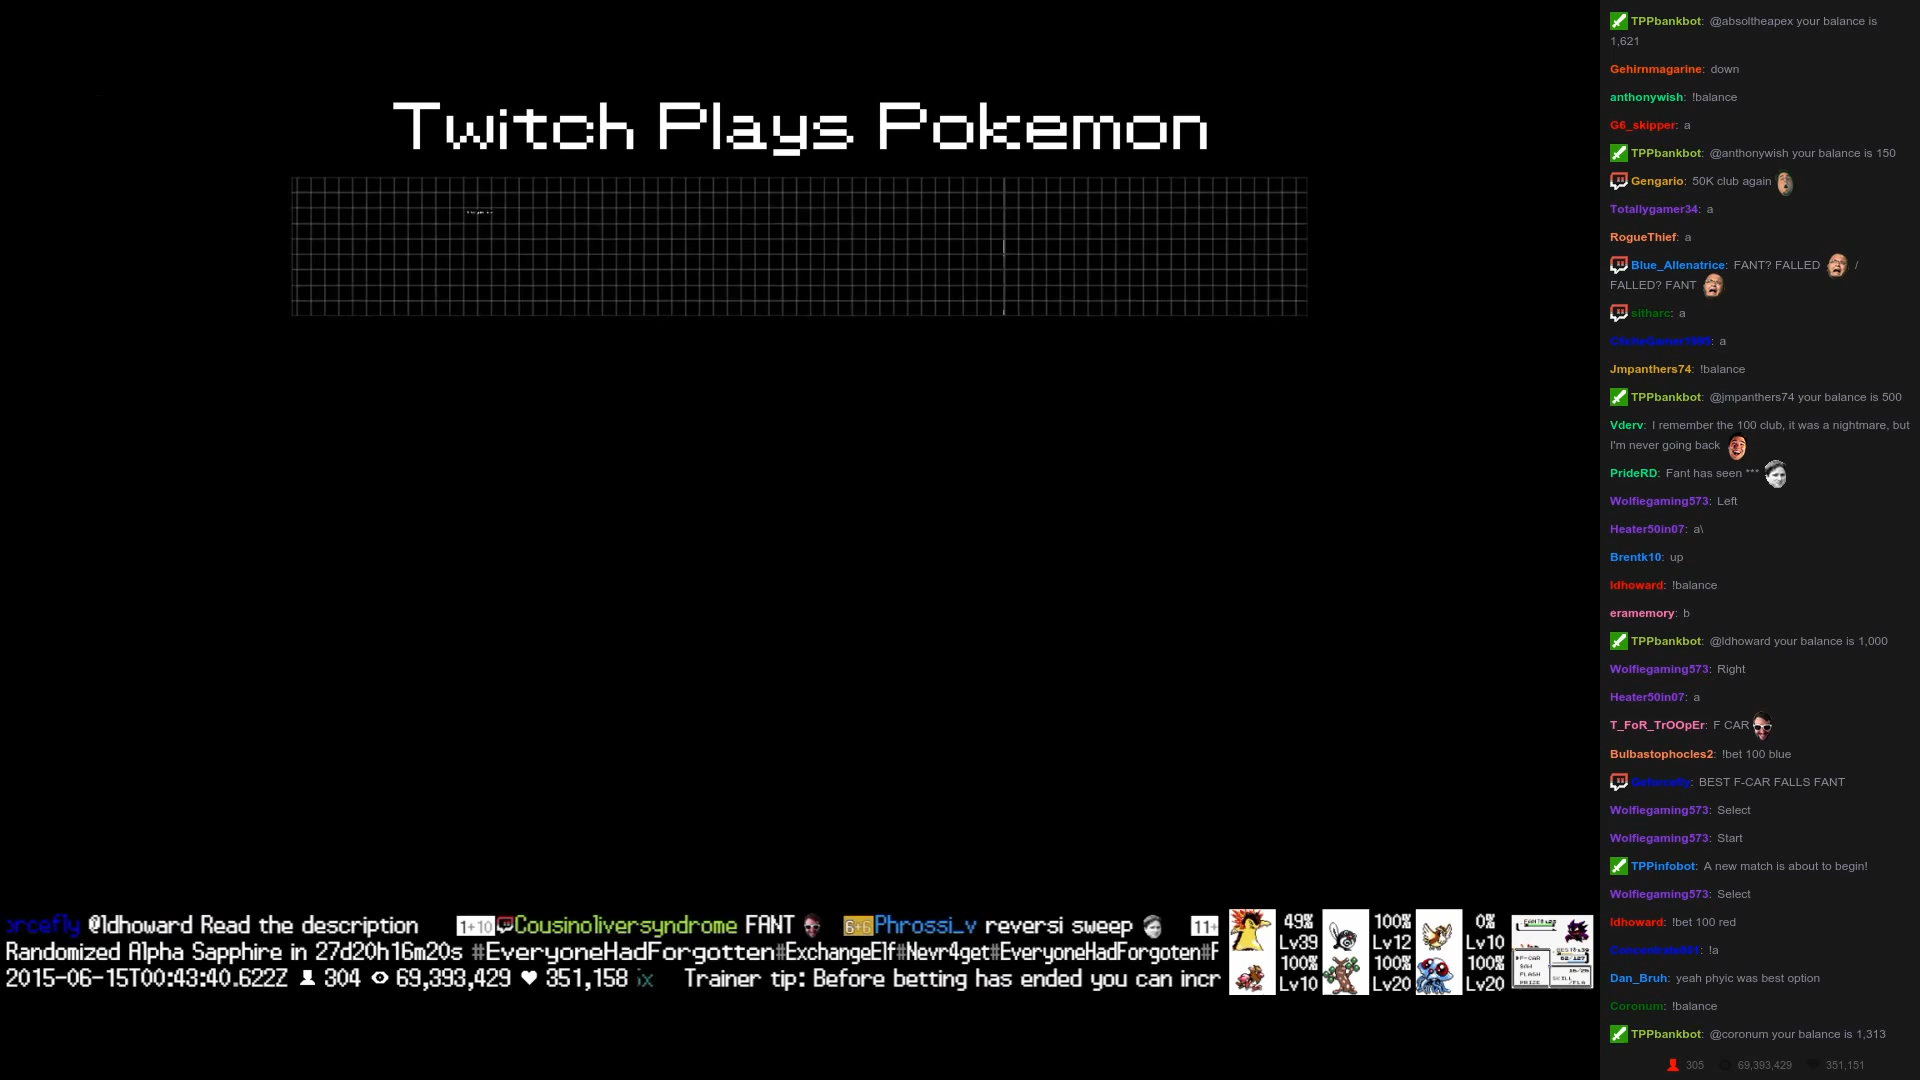 Twitch Plays Pokemon
@ldhoward Read the description 1+10 Cousinoliversyndrome FANT 6+6 Phrossi_v reversi sweep 11+
Randomized Alpha Sapphire in 27d20h16m20s #EveryoneHadForgotten#ExchangeElf#Nevr4get#EveryoneHadForgoten#F
2015-06-15T00:43:40.622Z 304 69,393,429 351,158 Trainer tip: Before betting has ended you can incr
49% 100% 0%
Lv39 Lv12 Lv10
100% 100% 100%
Lv10 Lv20 Lv20
F-CAR
SAW
FLASH
PRIZE
TPPbankbot: @absoltheapex your balance is
1,621
Gehirnmagarine: down
anthonywish: !balance
G6_skipper: a
TPPbankbot: @anthonywish your balance is 150
Gengario: 50K club again
Totallygamer34: a
RogueThief: a
Blue_Allenatrice: FANT? FALLED /
FALLED? FANT
sitharc: a
: a
Jmpanthers74: !balance
TPPbankbot: @jmpanthers74 your balance is 500
Vderv: I remember the 100 club, it was a nightmare, but
I'm never going back
PrideRD: Fant has seen ***
Wolfiegaming573: Left
Heater50in07: a\
Brentk10: up
ldhoward: !balance
eramemory: b
TPPbankbot: @ldhoward your balance is 1,000
Wolfiegaming573: Right
Heater50in07: a
T_FoR_TrOOpEr: F CAR
Bulbastophocles2: !bet 100 blue
: BEST F-CAR FALLS FANT
Wolfiegaming573: Select
Wolfiegaming573: Start
TPPinfobot: A new match is about to begin!
Wolfiegaming573: Select
ldhoward: !bet 100 red
: !a
Dan_Bruh: yeah phyic was best option
Coronum: !balance
TPPbankbot: @coronum your balance is 1,313
305 69,393,429 351,151